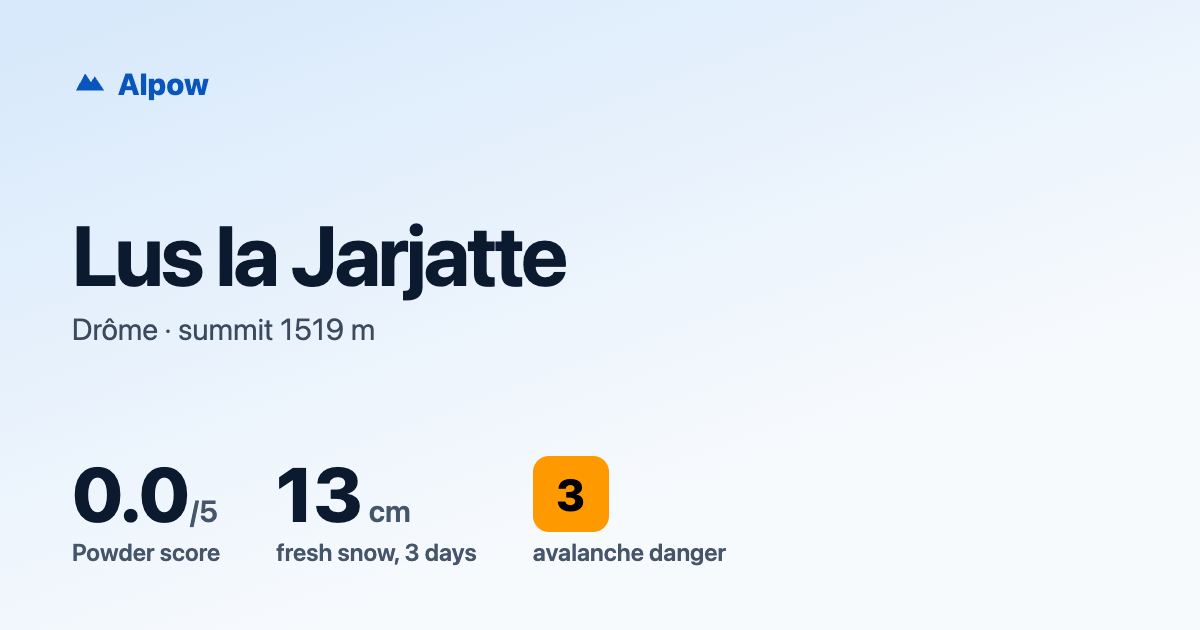 Alpow
Lus la Jarjatte
Drôme · summit 1519 m
0.0/5
Powder score
13 cm
fresh snow, 3 days
3
avalanche danger